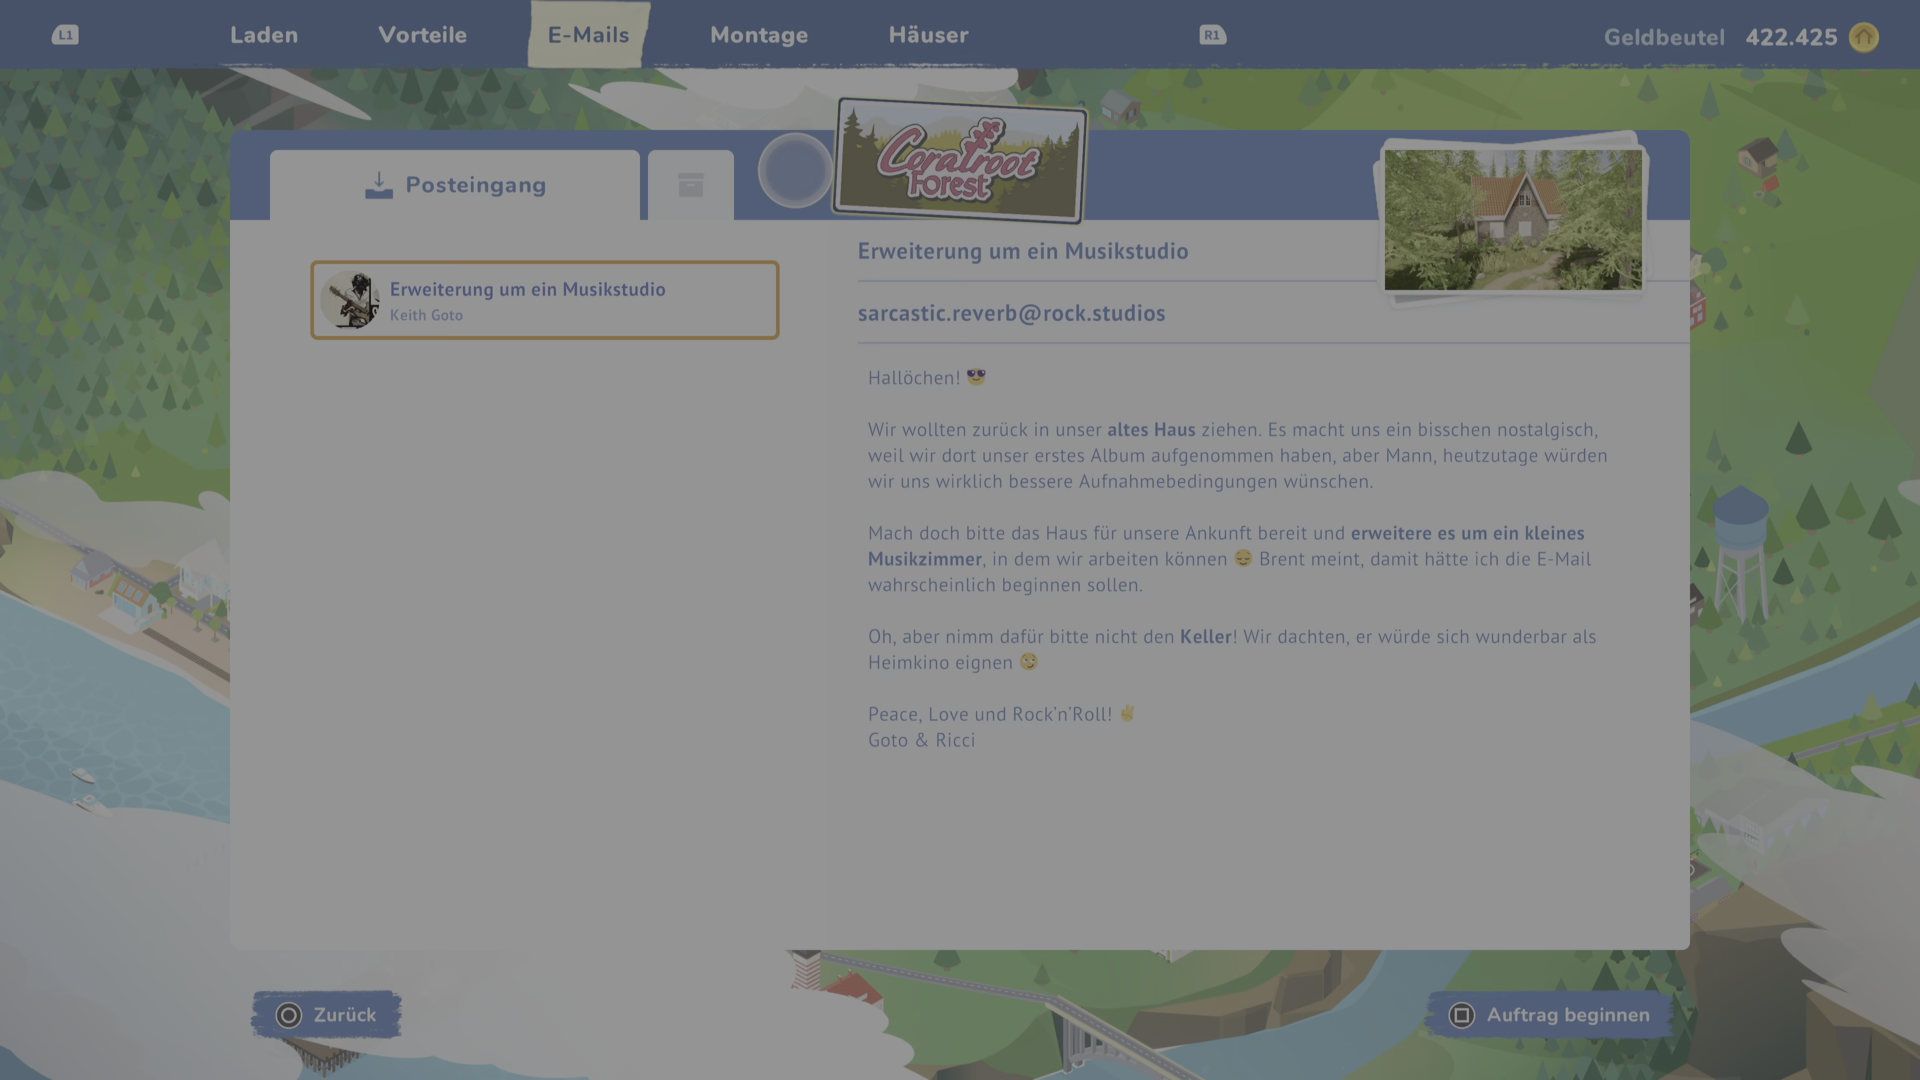 L1
Laden
Vorteile
E-Mails
Montage
Häuser
R1
Geldbeutel 422.425
Posteingang
Coralroot
Forest
Erweiterung um ein Musikstudio
Keith Goto
Erweiterung um ein Musikstudio
sarcastic.reverb@rock.studios
Hallöchen! 😎
Wir wollten zurück in unser altes Haus ziehen. Es macht uns ein bisschen nostalgisch,
weil wir dort unser erstes Album aufgenommen haben, aber Mann, heutzutage würden
wir uns wirklich bessere Aufnahmebedingungen wünschen.
Mach doch bitte das Haus für unsere Ankunft bereit und erweitere es um ein kleines
Musikzimmer, in dem wir arbeiten können 😌 Brent meint, damit hätte ich die E-Mail
wahrscheinlich beginnen sollen.
Oh, aber nimm dafür bitte nicht den Keller! Wir dachten, er würde sich wunderbar als
Heimkino eignen 😏
Peace, Love und Rock'n'Roll! ✌
Goto & Ricci
Zurück
Auftrag beginnen